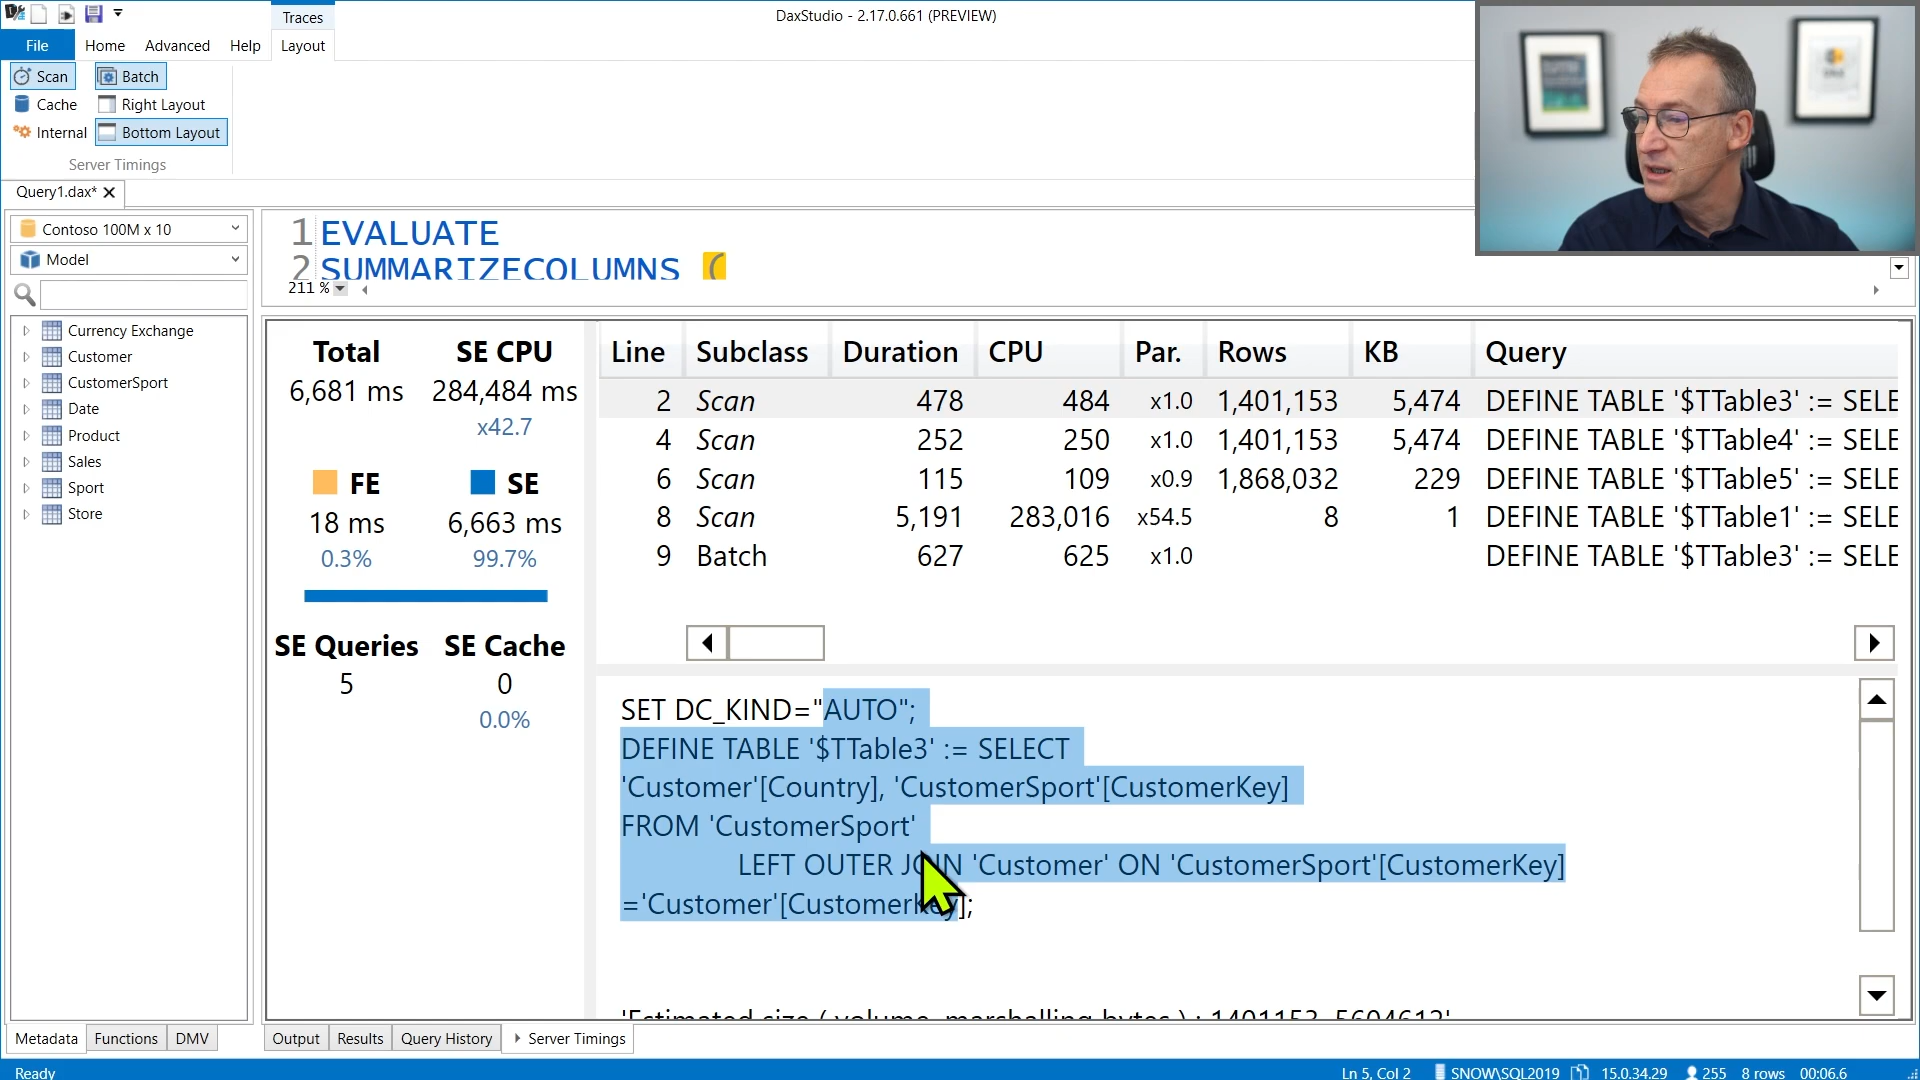 DaxStudio - 2.17.0.661 (PREVIEW)
Traces
File Home Advanced Help Layout
Scan Batch
Cache Right Layout
Internal Bottom Layout
Server Timings
Query1.dax*
Contoso 100M x 10
Model
1 EVALUATE
2 SUMMARIZECOLUMNS (
211 %
Currency Exchange
Customer
CustomerSport
Date
Product
Sales
Sport
Store
Total SE CPU
6,681 ms 284,484 ms
x42.7
FE SE
18 ms 6,663 ms
0.3% 99.7%
SE Queries SE Cache
5 0
0.0%
Line Subclass Duration CPU Par. Rows KB Query
2 Scan 478 484 x1.0 1,401,153 5,474 DEFINE TABLE '$TTable3' := SELE
4 Scan 252 250 x1.0 1,401,153 5,474 DEFINE TABLE '$TTable4' := SELE
6 Scan 115 109 x0.9 1,868,032 229 DEFINE TABLE '$TTable5' := SELE
8 Scan 5,191 283,016 x54.5 8 1 DEFINE TABLE '$TTable1' := SELE
9 Batch 627 625 x1.0 DEFINE TABLE '$TTable3' := SELE
SET DC_KIND="AUTO";
DEFINE TABLE '$TTable3' := SELECT
'Customer'[Country], 'CustomerSport'[CustomerKey]
FROM 'CustomerSport'
LEFT OUTER JOIN 'Customer' ON 'CustomerSport'[CustomerKey]
='Customer'[CustomerKey];
'Estimated size ( volume, marshalling bytes ) : 1401153, 5604612'
Metadata Functions DMV
Output Results Query History Server Timings
Ready
Ln 5, Col 2 SNOW\SQL2019 15.0.34.29 255 8 rows 00:06.6